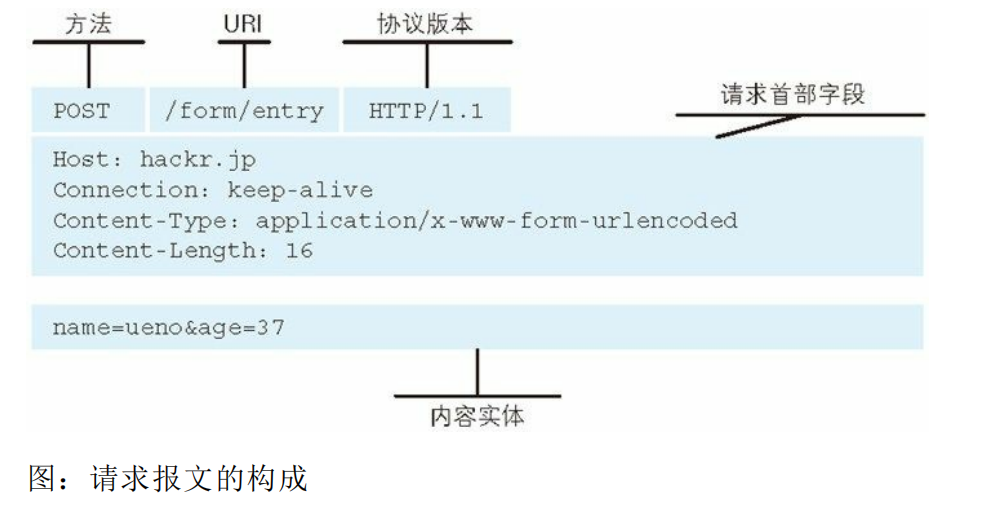 方法 URI 协议版本
请求首部字段
POST /form/entry HTTP/1.1
Host: hackr.jp
Connection: keep-alive
Content-Type: application/x-www-form-urlencoded
Content-Length: 16
name=ueno&age=37
内容实体
图：请求报文的构成